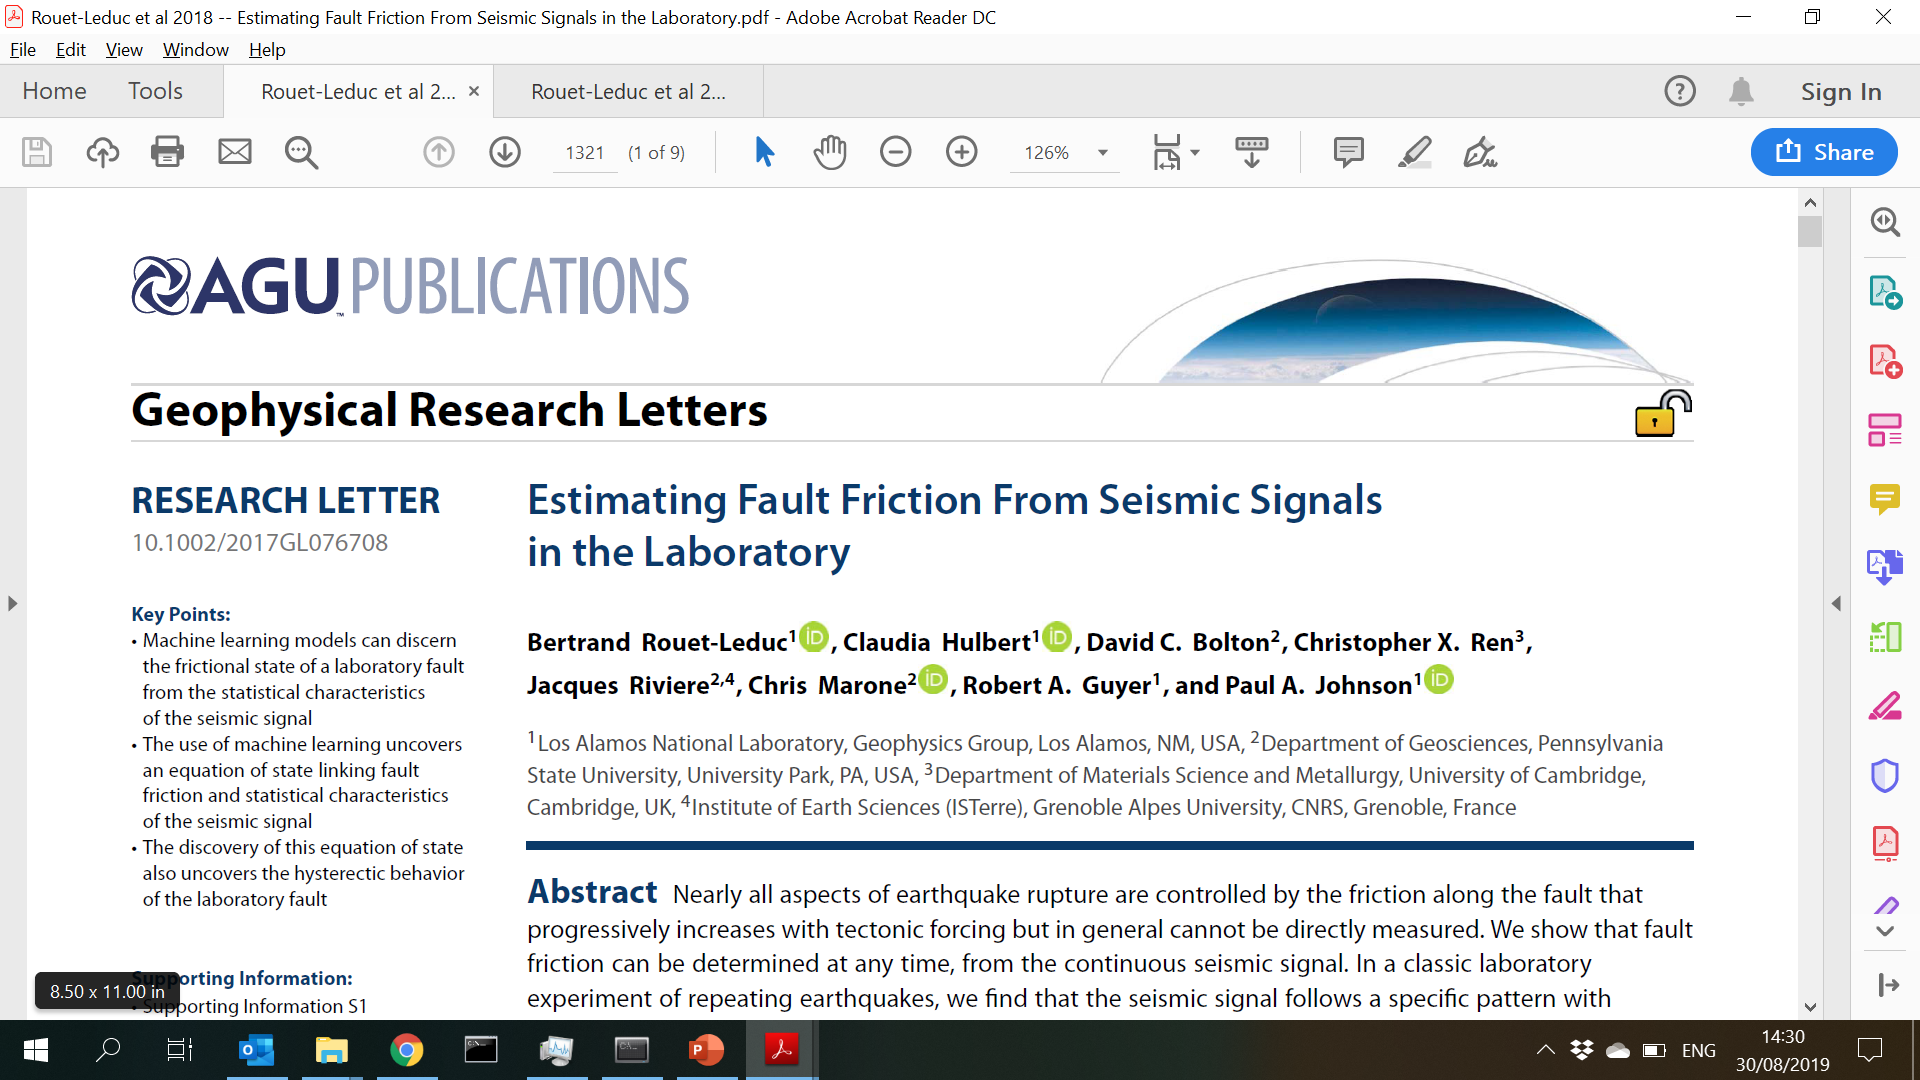 Rouet-Leduc et al 2018 -- Estimating Fault Friction From Seismic Signals in the Laboratory.pdf - Adobe Acrobat Reader DC
File Edit View Window Help
Home Tools Rouet-Leduc et al 2... × Rouet-Leduc et al 2... Sign In
1321 (1 of 9) 126% Share
AGU PUBLICATIONS
Geophysical Research Letters
RESEARCH LETTER
10.1002/2017GL076708
Key Points:
• Machine learning models can discern
the frictional state of a laboratory fault
from the statistical characteristics
of the seismic signal
• The use of machine learning uncovers
an equation of state linking fault
friction and statistical characteristics
of the seismic signal
• The discovery of this equation of state
also uncovers the hysterectic behavior
of the laboratory fault
Supporting Information:
• Supporting Information S1
8.50 x 11.00 in
Estimating Fault Friction From Seismic Signals
in the Laboratory
Bertrand Rouet-Leduc1 iD, Claudia Hulbert1 iD, David C. Bolton2, Christopher X. Ren3,
Jacques Riviere2,4, Chris Marone2 iD, Robert A. Guyer1, and Paul A. Johnson1 iD
1Los Alamos National Laboratory, Geophysics Group, Los Alamos, NM, USA, 2Department of Geosciences, Pennsylvania
State University, University Park, PA, USA, 3Department of Materials Science and Metallurgy, University of Cambridge,
Cambridge, UK, 4Institute of Earth Sciences (ISTerre), Grenoble Alpes University, CNRS, Grenoble, France
Abstract Nearly all aspects of earthquake rupture are controlled by the friction along the fault that
progressively increases with tectonic forcing but in general cannot be directly measured. We show that fault
friction can be determined at any time, from the continuous seismic signal. In a classic laboratory
experiment of repeating earthquakes, we find that the seismic signal follows a specific pattern with
ENG
14:30
30/08/2019